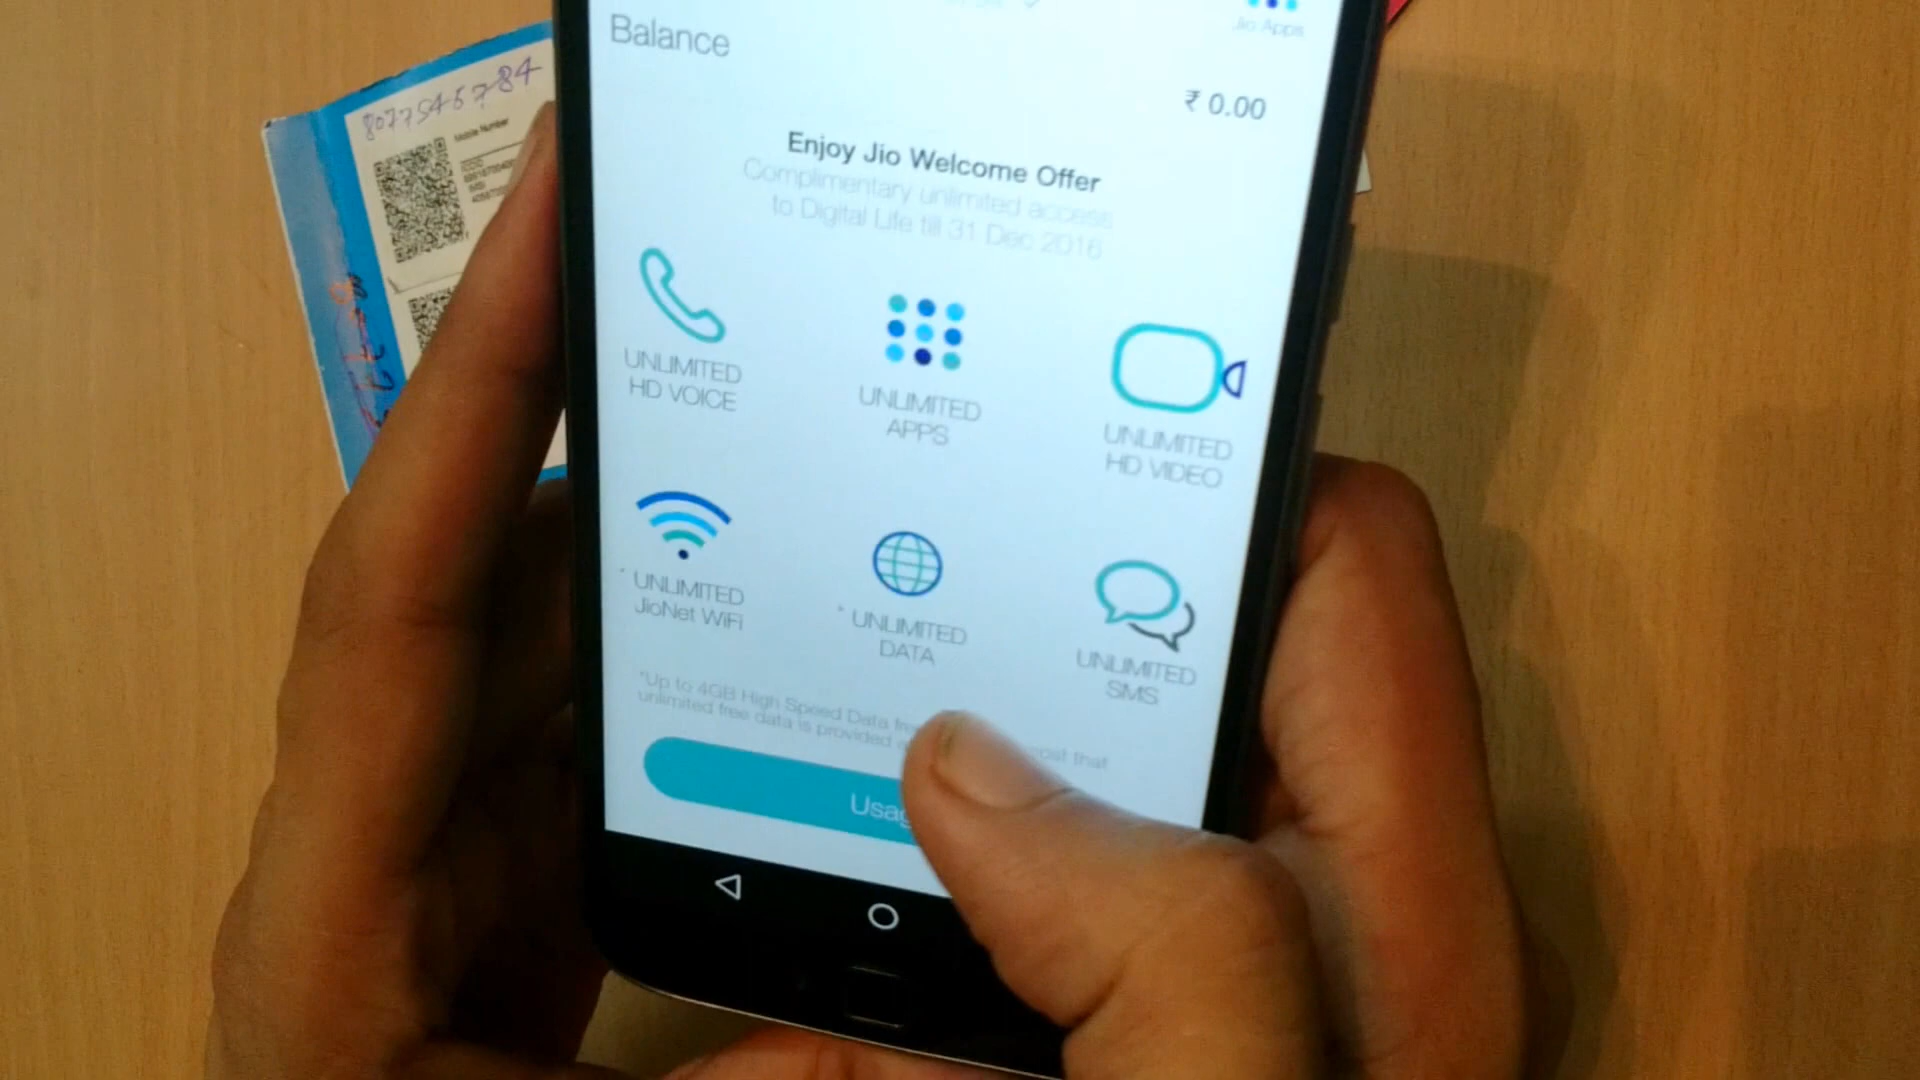 Jio Apps
Balance
₹ 0.00
Enjoy Jio Welcome Offer
Complimentary unlimited access
to Digital Life till 31 Dec 2016
UNLIMITED
HD VOICE
UNLIMITED
APPS
UNLIMITED
HD VIDEO
* UNLIMITED
JioNet WiFi
* UNLIMITED
DATA
UNLIMITED
SMS
*Up to 4GB High Speed Data that
unlimited free data is provided
8077545784
Mobile Number